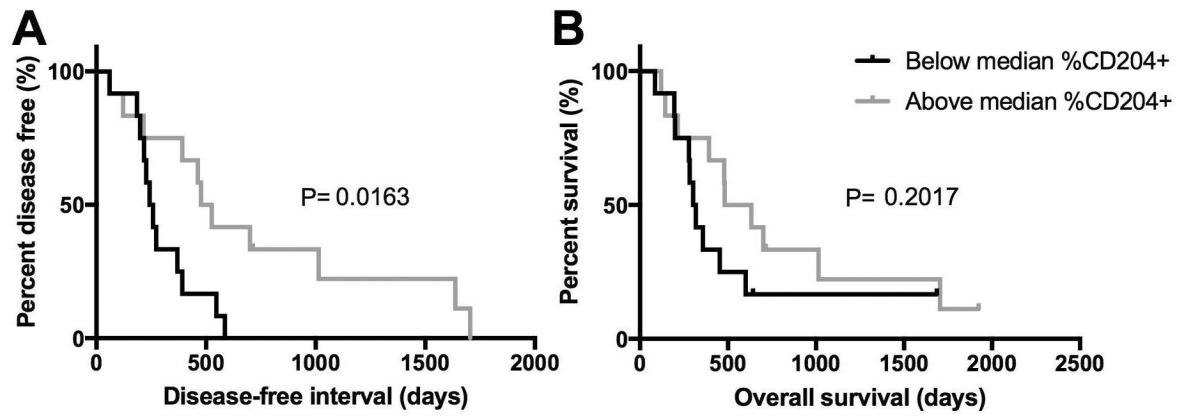 A
Percent disease free (%)
100
50
0
P= 0.0163
0 500 1000 1500 2000
Disease-free interval (days)
B
Percent survival (%)
100
50
0
Below median %CD204+
Above median %CD204+
P= 0.2017
0 500 1000 1500 2000 2500
Overall survival (days)